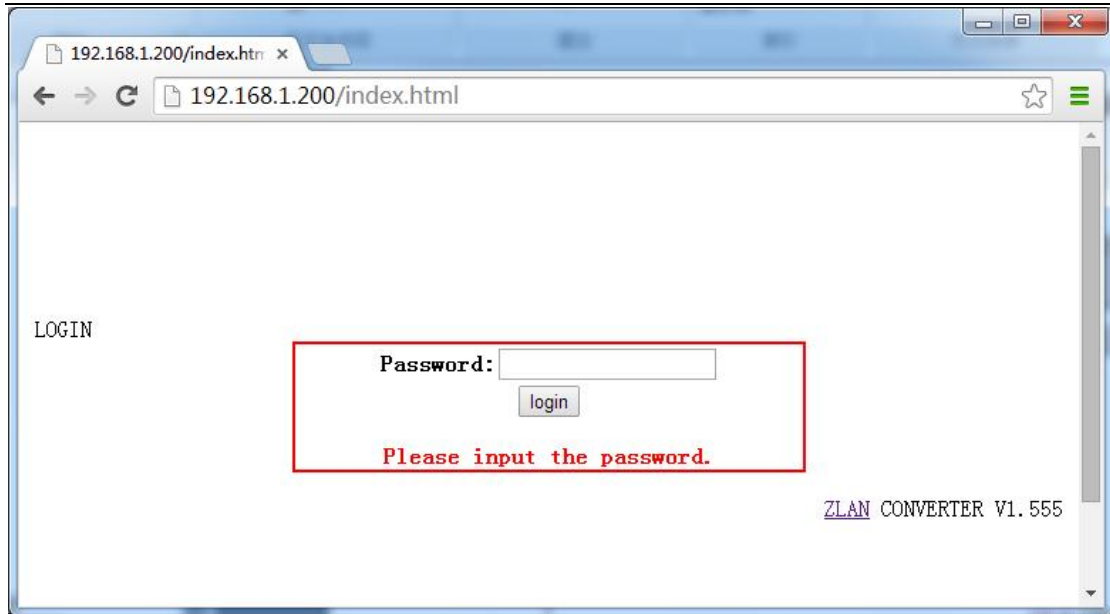 192.168.1.200/index.htm
192.168.1.200/index.html
LOGIN
Password:
login
Please input the password.
ZLAN CONVERTER V1.555